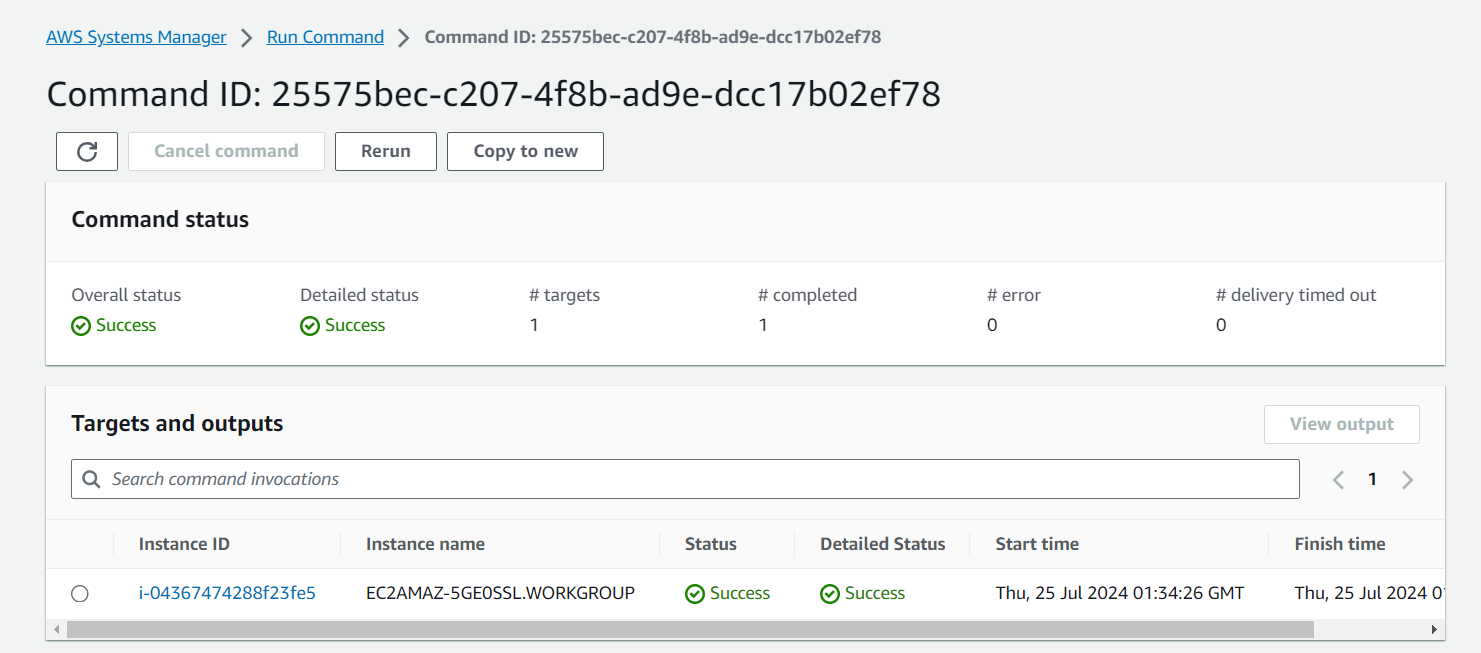 AWS Systems Manager > Run Command > Command ID: 25575bec-c207-4f8b-ad9e-dcc17b02ef78
Command ID: 25575bec-c207-4f8b-ad9e-dcc17b02ef78
Cancel command Rerun Copy to new
Command status
Overall status Detailed status # targets # completed # error # delivery timed out
Success Success 1 1 0 0
Targets and outputs View output
Search command invocations 1
Instance ID Instance name Status Detailed Status Start time Finish time
i-04367474288f23fe5 EC2AMAZ-5GE0SSL.WORKGROUP Success Success Thu, 25 Jul 2024 01:34:26 GMT Thu, 25 Jul 2024